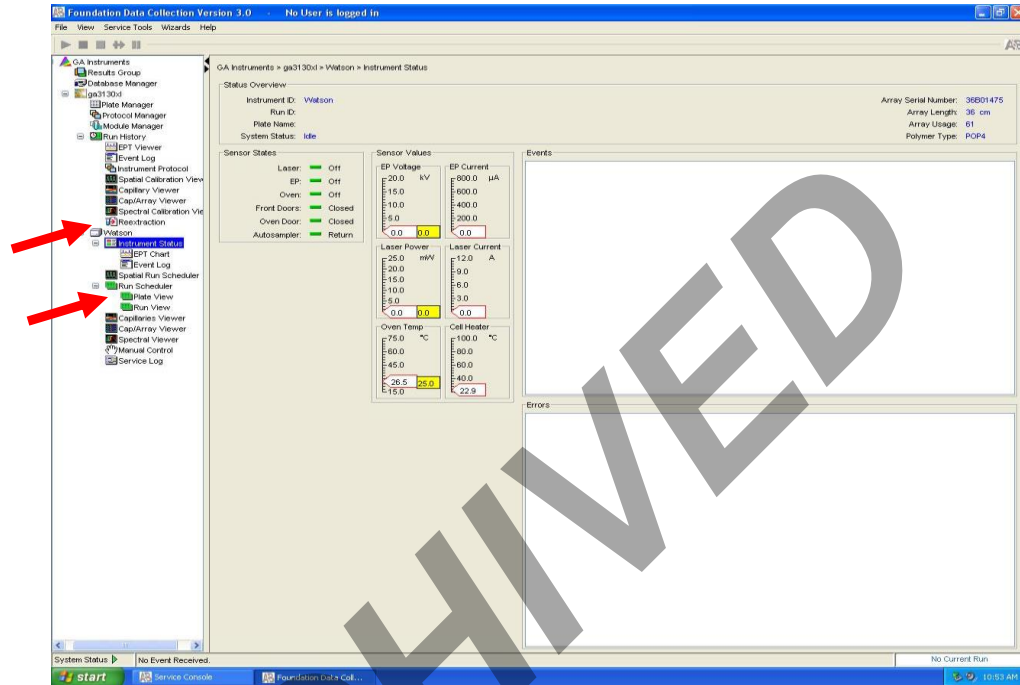 Foundation Data Collection Version 3.0 - No User is logged in
File View Service Tools Wizards Help
GA Instruments
Results Group
Database Manager
ga3130xl
Plate Manager
Protocol Manager
Module Manager
Run History
EPT Viewer
Event Log
Instrument Protocol
Spatial Calibration View
Capillary Viewer
Cap/Array Viewer
Spectral Calibration Vie
Reextraction
Watson
Instrument Status
EPT Chart
Event Log
Spatial Run Scheduler
Run Scheduler
Plate View
Run View
Capillaries Viewer
Cap/Array Viewer
Spectral Viewer
Manual Control
Service Log
GA Instruments » ga3130xl » Watson » Instrument Status
Status Overview
Instrument ID: Watson
Run ID:
Plate Name:
System Status: Idle
Array Serial Number: 36B01475
Array Length: 36 cm
Array Usage: 61
Polymer Type: POP4
Sensor States
Laser: Off
EP: Off
Oven: Off
Front Doors: Closed
Oven Door: Closed
Autosampler: Return
Sensor Values
EP Voltage
20.0 kV
15.0
10.0
5.0
0.0 0.0
EP Current
800.0 µA
600.0
400.0
200.0
0.0
Laser Power
25.0 mW
20.0
15.0
10.0
5.0
0.0 0.0
Laser Current
12.0 A
9.0
6.0
3.0
0.0
Oven Temp
75.0 °C
60.0
45.0
26.5 25.0
15.0
Cell Heater
100.0 °C
80.0
60.0
40.0
22.9
Events
Errors
HIVED
System Status No Event Received.
No Current Run
start Service Console Foundation Data Coll... 10:53 AM